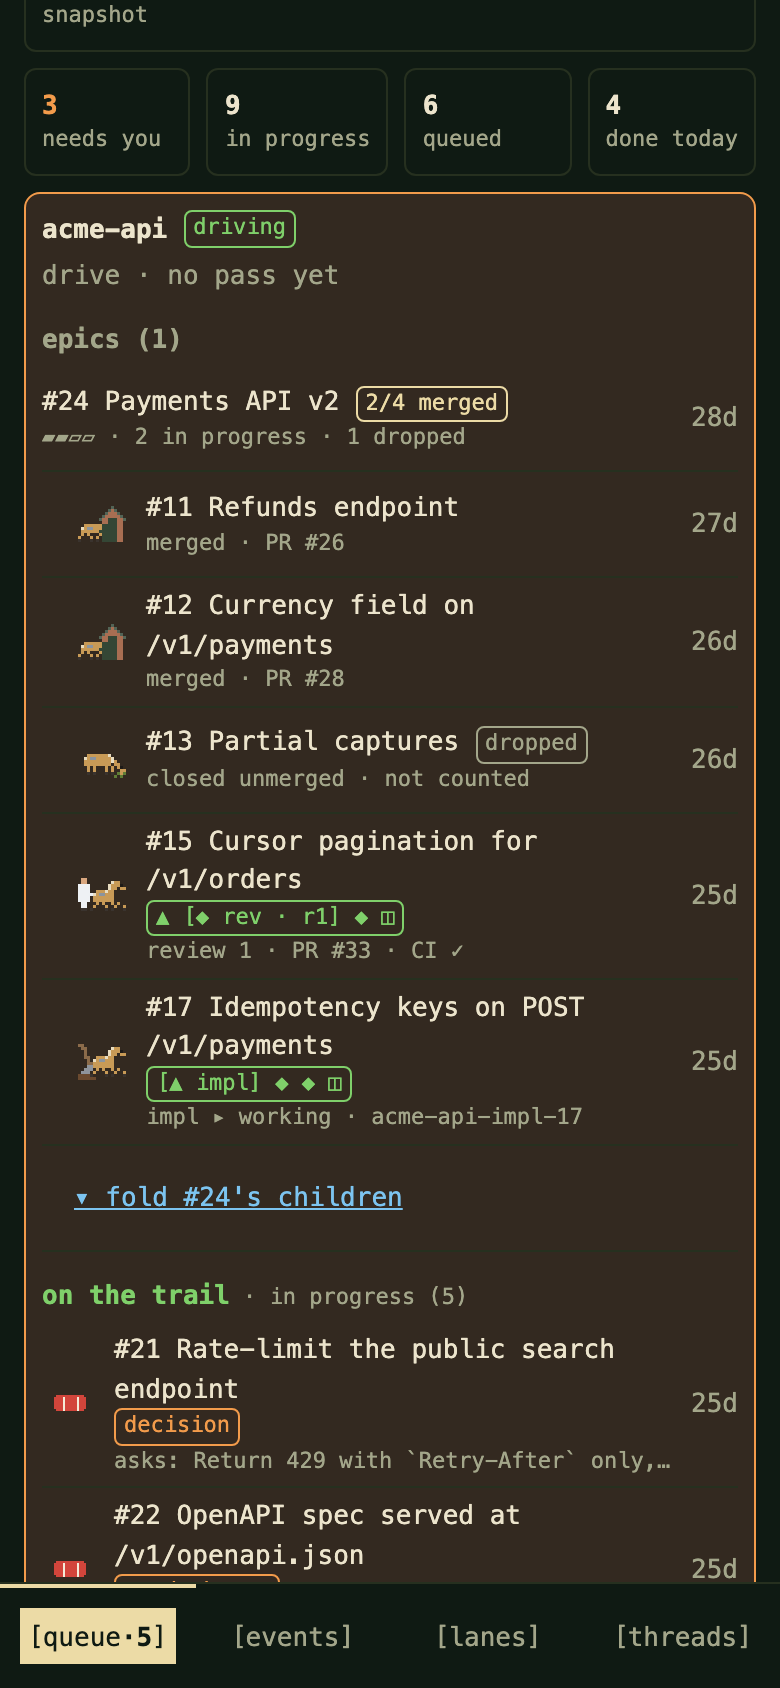 snapshot
3
needs you
9
in progress
6
queued
4
done today
acme-api driving
drive · no pass yet
epics (1)
#24 Payments API v2 2/4 merged
▰▰▱▱ · 2 in progress · 1 dropped
28d
#11 Refunds endpoint
merged · PR #26
27d
#12 Currency field on
/v1/payments
merged · PR #28
26d
#13 Partial captures dropped
closed unmerged · not counted
26d
#15 Cursor pagination for
/v1/orders
▲ [◆ rev · r1] ◆ ◫
review 1 · PR #33 · CI ✓
25d
#17 Idempotency keys on POST
/v1/payments
[▲ impl] ◆ ◆ ◫
impl ▸ working · acme-api-impl-17
25d
▾ fold #24's children
on the trail · in progress (5)
#21 Rate-limit the public search
endpoint
decision
asks: Return 429 with `Retry-After` only,…
25d
#22 OpenAPI spec served at
/v1/openapi.json
25d
[queue·5]
[events]
[lanes]
[threads]